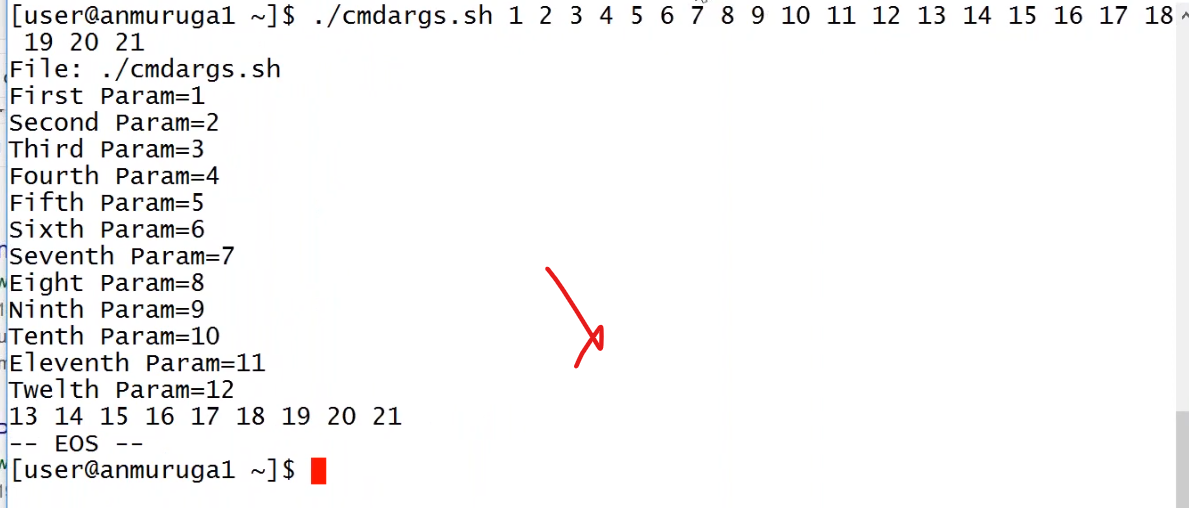 [user@anmuruga1 ~]$ ./cmdargs.sh 1 2 3 4 5 6 7 8 9 10 11 12 13 14 15 16 17 18
19 20 21
File: ./cmdargs.sh
First Param=1
Second Param=2
Third Param=3
Fourth Param=4
Fifth Param=5
Sixth Param=6
Seventh Param=7
Eight Param=8
Ninth Param=9
Tenth Param=10
Eleventh Param=11
Twelth Param=12
13 14 15 16 17 18 19 20 21
-- EOS --
[user@anmuruga1 ~]$